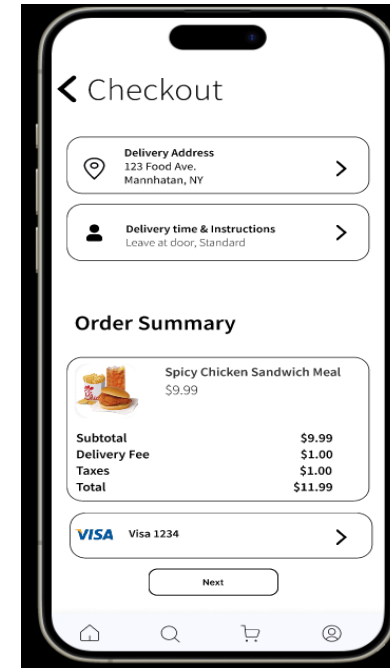 Checkout
Delivery Address
123 Food Ave.
Mannhatan, NY
Delivery time & Instructions
Leave at door, Standard
Order Summary
Spicy Chicken Sandwich Meal
$9.99
Subtotal $9.99
Delivery Fee $1.00
Taxes $1.00
Total $11.99
VISA Visa 1234
Next